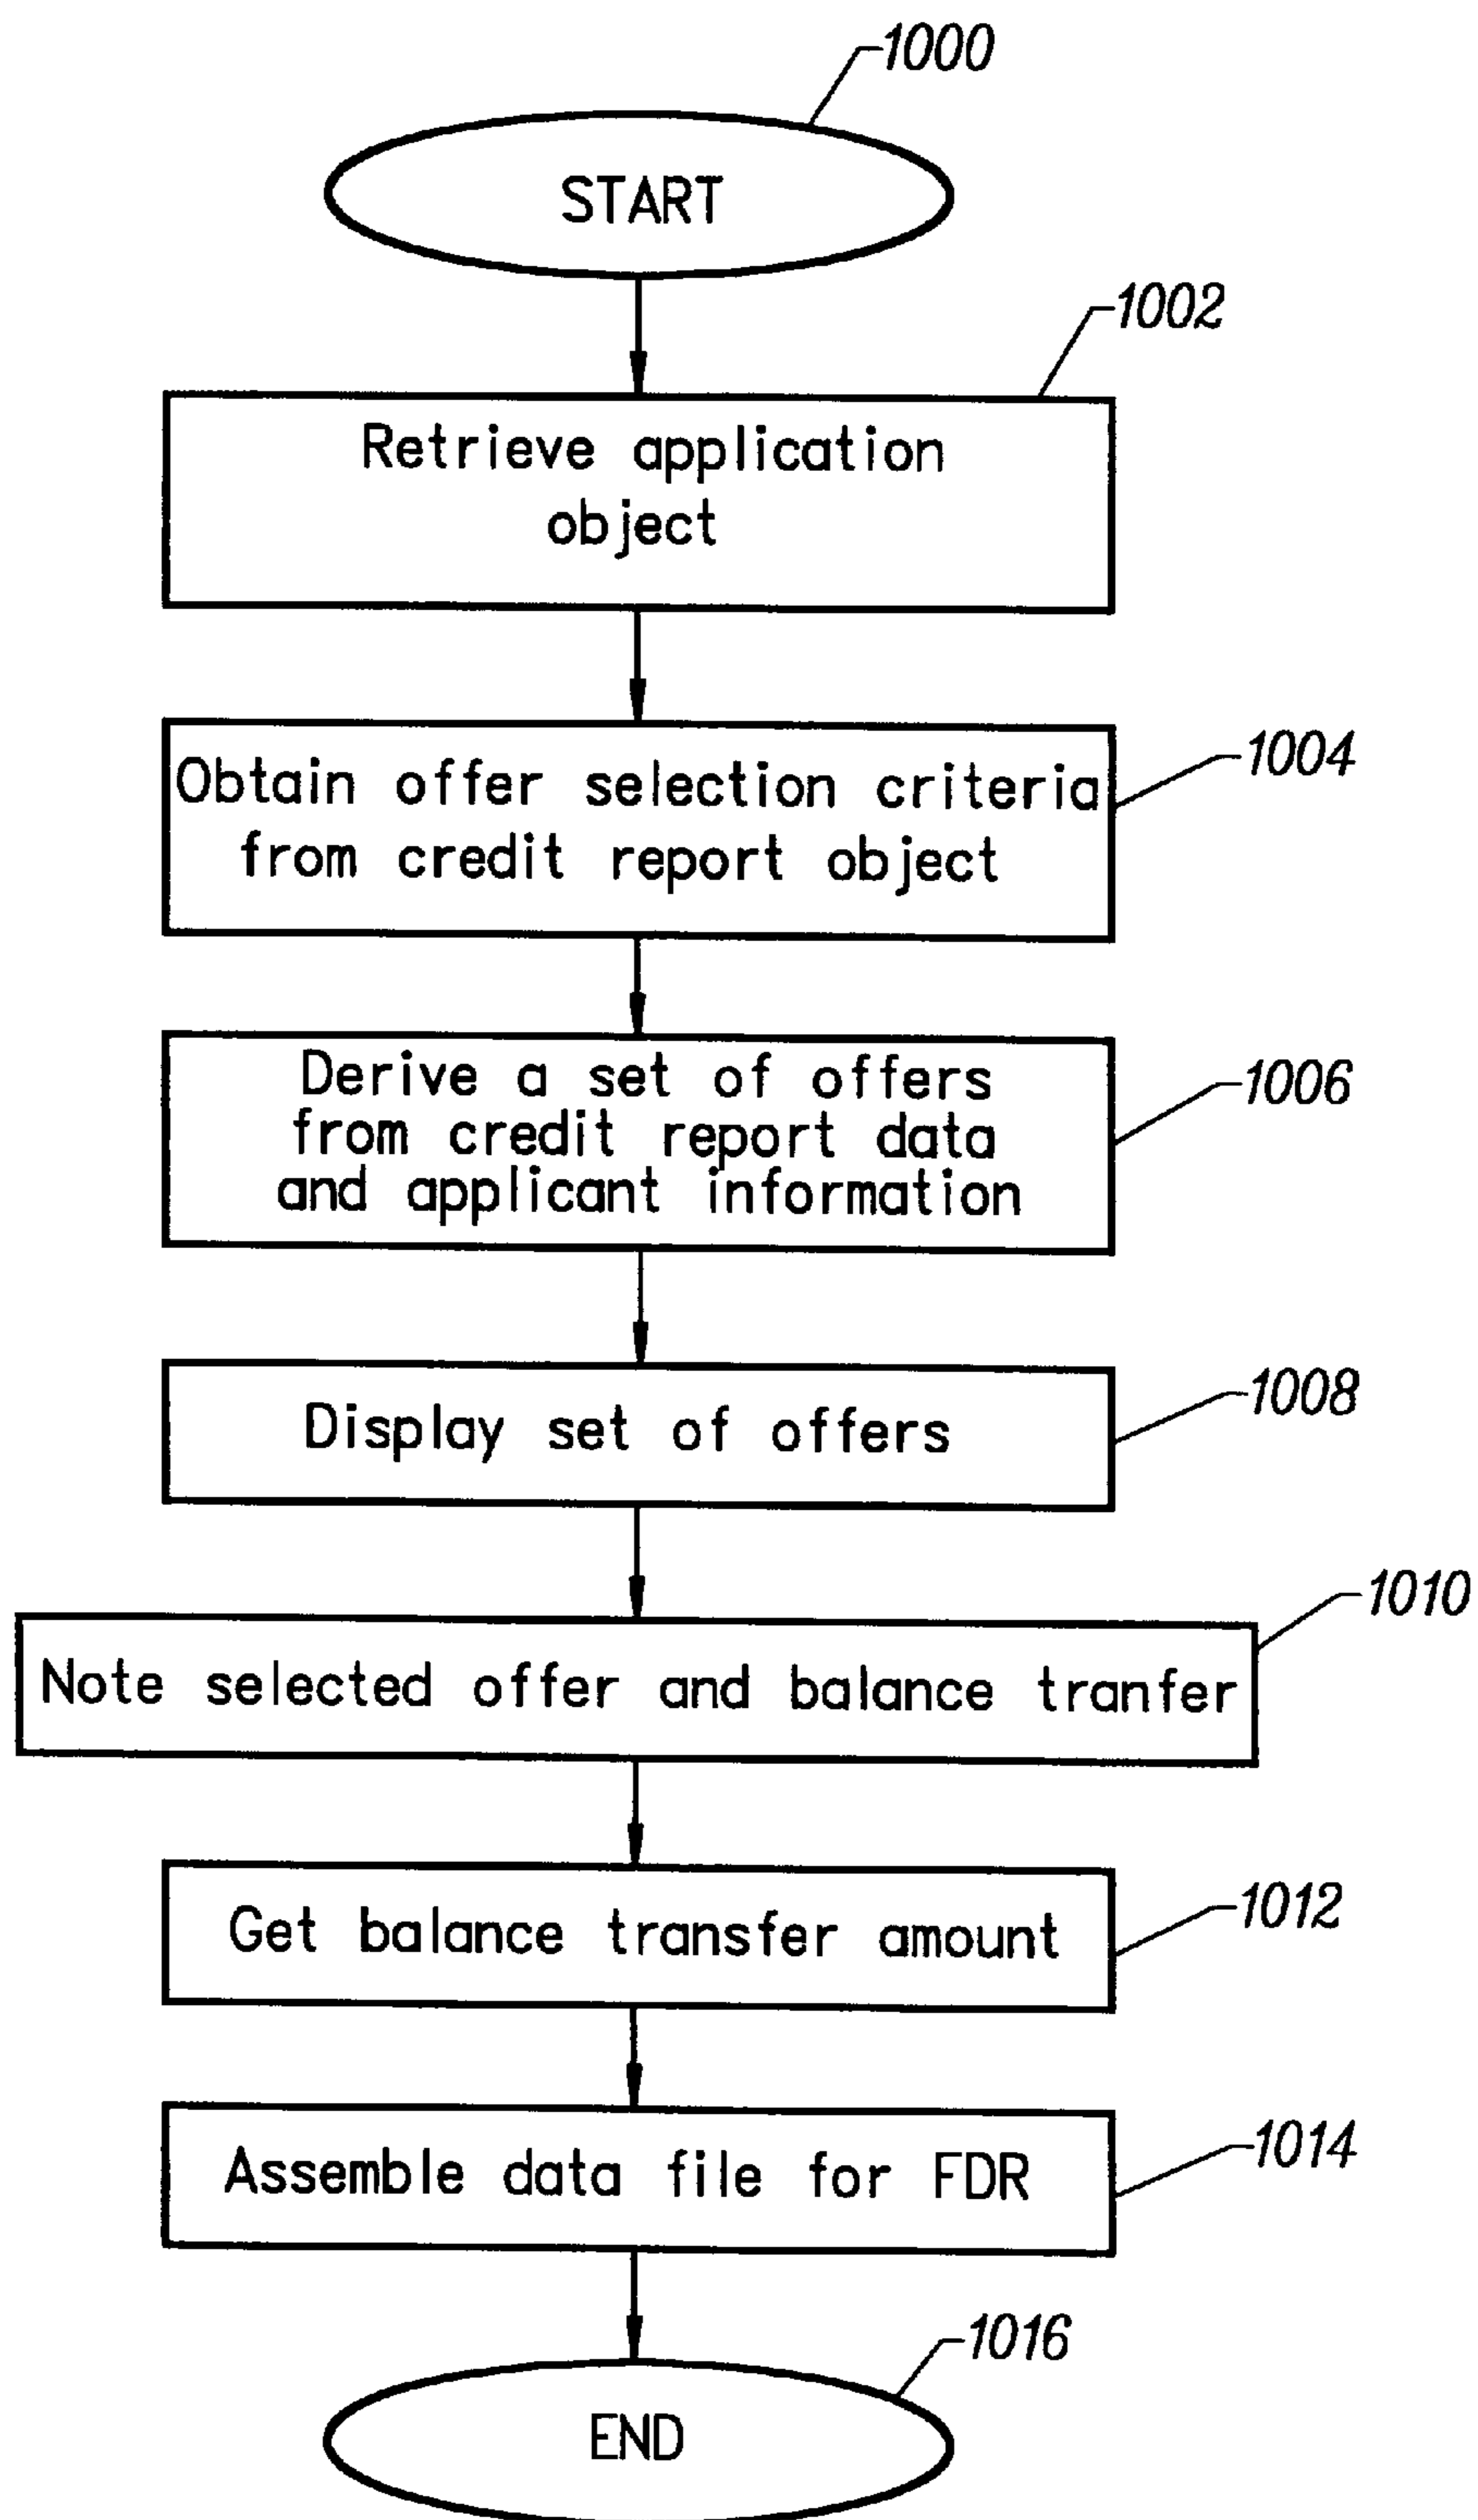 1000
START
1002
Retrieve application
object
1004
Obtain offer selection criteria
from credit report object
1006
Derive a set of offers
from credit report data
and applicant information
1008
Display set of offers
1010
Note selected offer and balance tranfer
1012
Get balance transfer amount
1014
Assemble data file for FDR
1016
END